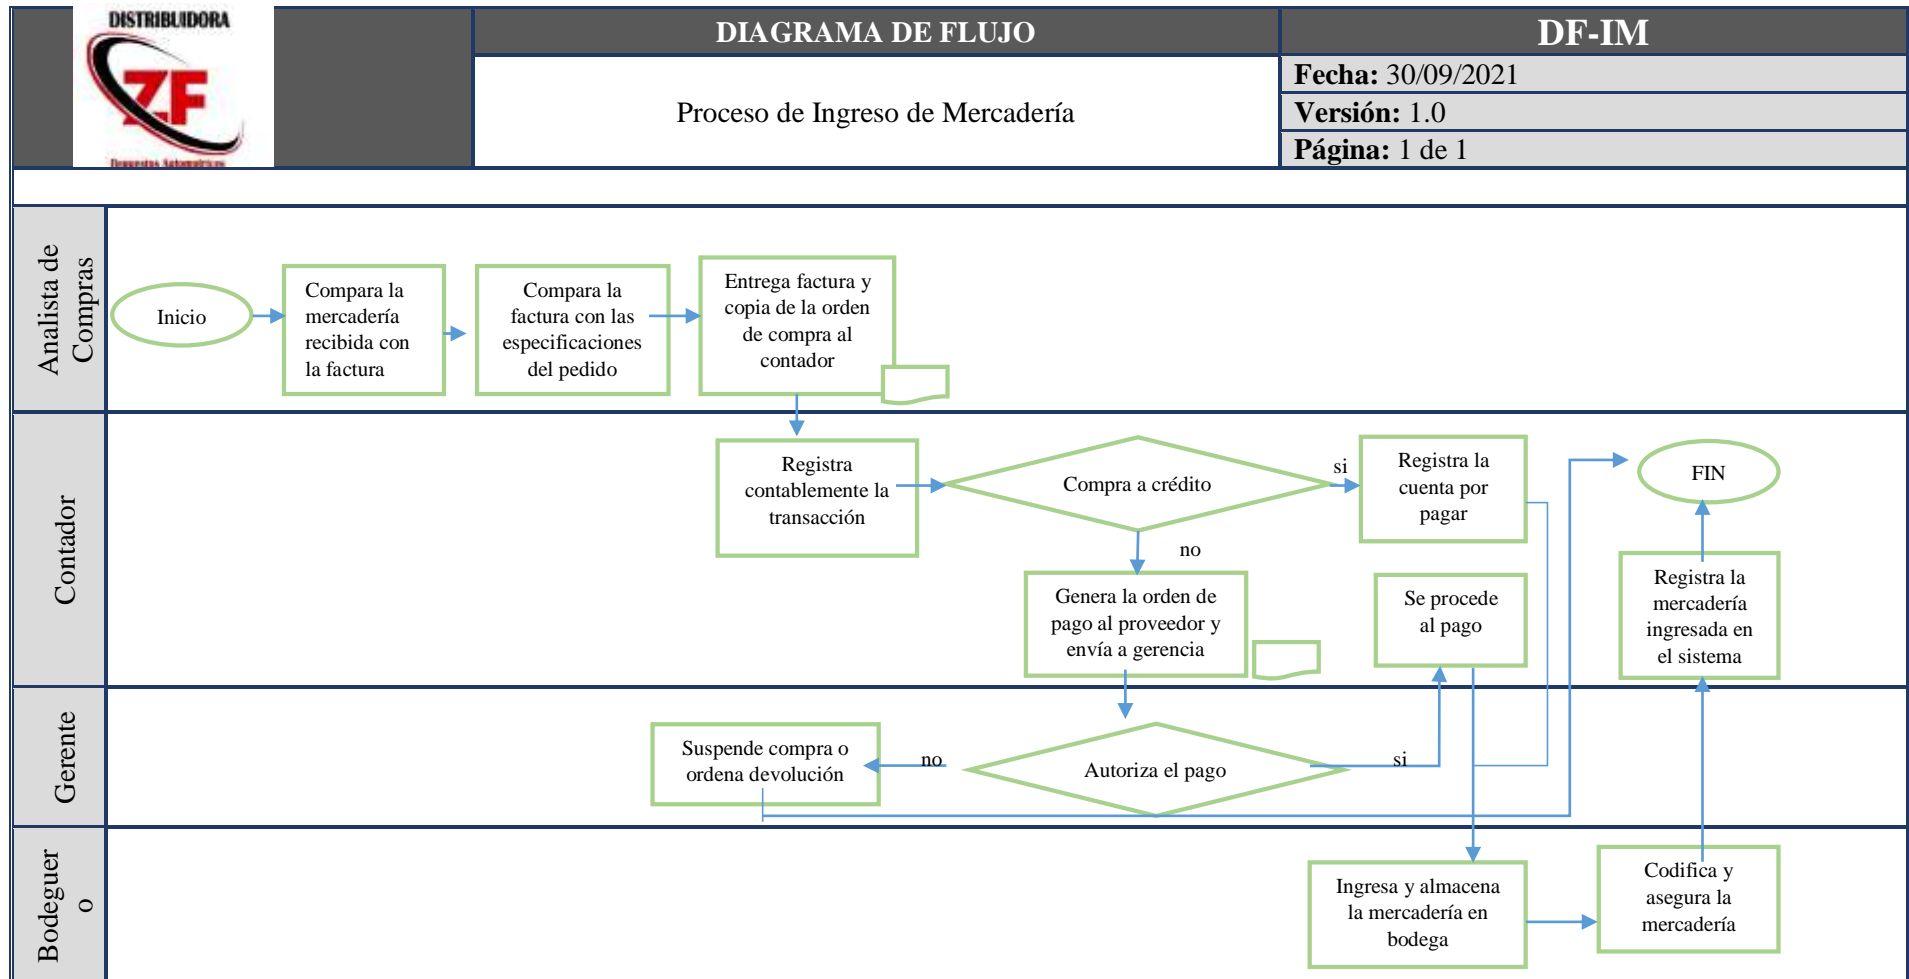 DISTRIBUIDORA
ZF
Repuestos Automotrices
DIAGRAMA DE FLUJO
DF-IM
Proceso de Ingreso de Mercadería
Fecha: 30/09/2021
Versión: 1.0
Página: 1 de 1
Analista de
Compras
Inicio
Compara la
mercadería
recibida con
la factura
Compara la
factura con las
especificaciones
del pedido
Entrega factura y
copia de la orden
de compra al
contador
Contador
Registra
contablemente la
transacción
Compra a crédito
si
Registra la
cuenta por
pagar
FIN
no
Genera la orden de
pago al proveedor y
envía a gerencia
Se procede
al pago
Registra la
mercadería
ingresada en
el sistema
Gerente
Suspende compra o
ordena devolución
no
Autoriza el pago
si
Bodeguer
o
Ingresa y almacena
la mercadería en
bodega
Codifica y
asegura la
mercadería